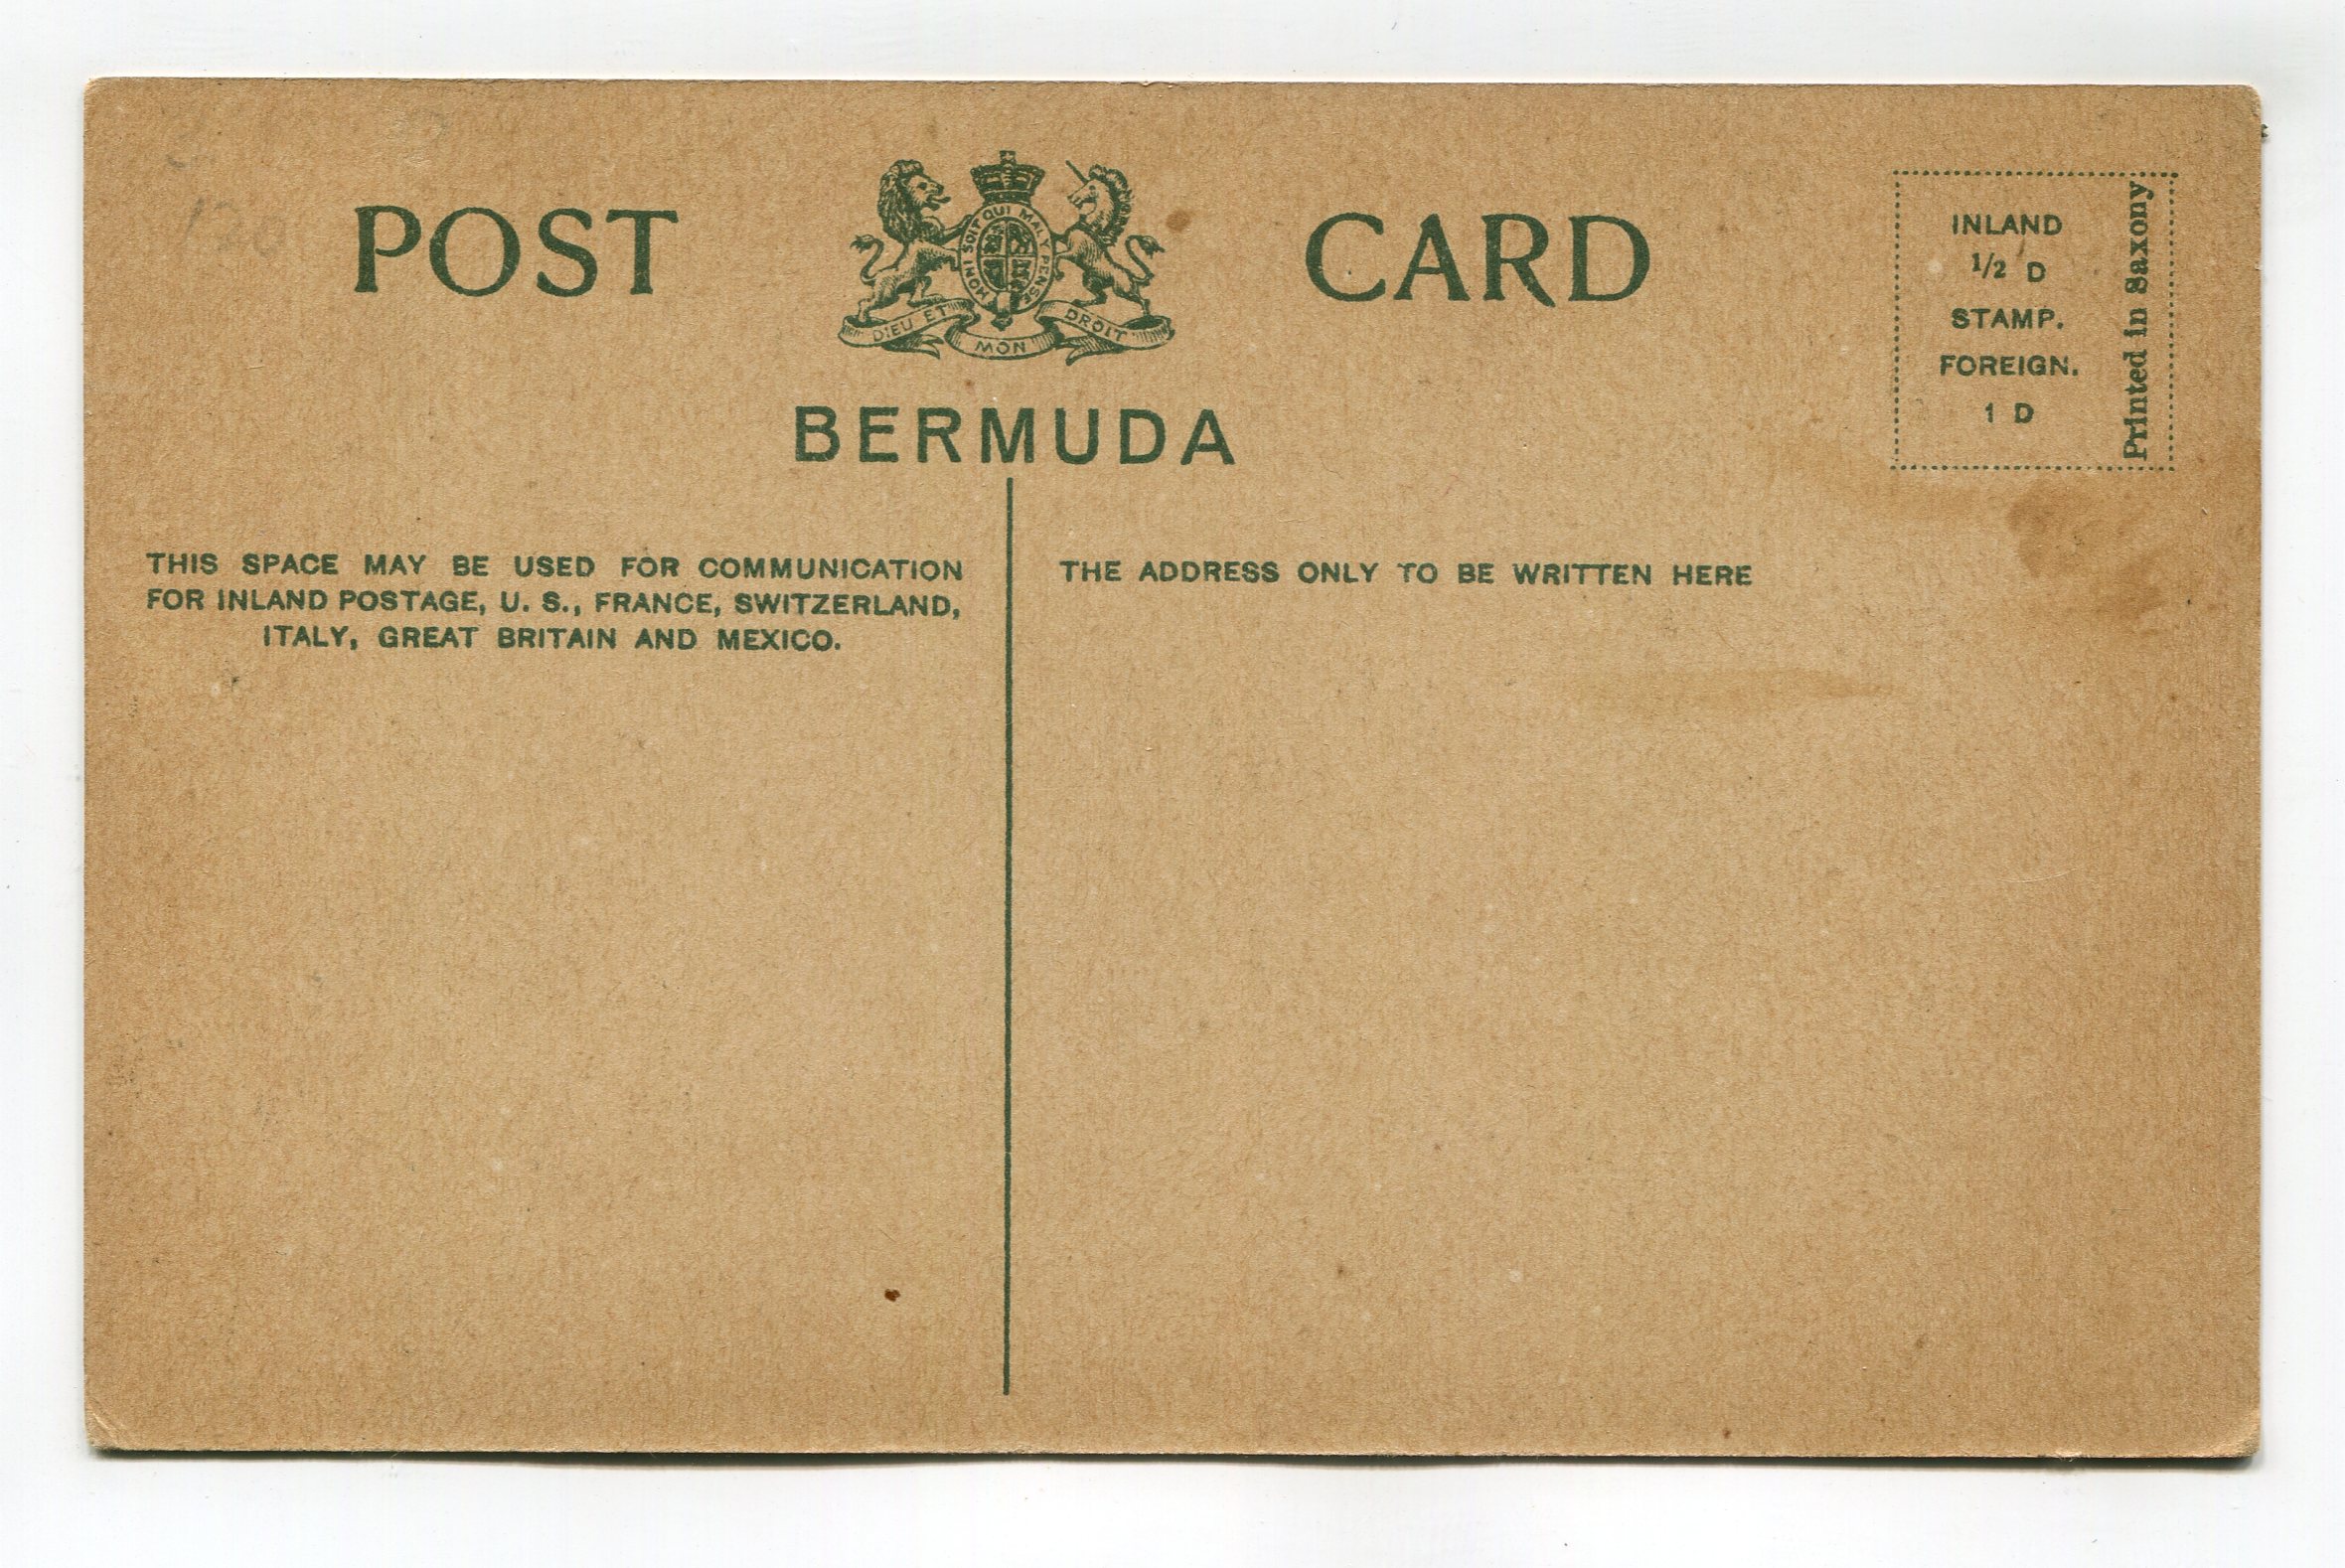 120
POST CARD
HONI SOIT QUI MAL Y PENSE
DIEU ET MON DROIT
BERMUDA
INLAND
1/2 D
STAMP.
FOREIGN.
1 D
Printed in Saxony
THIS SPACE MAY BE USED FOR COMMUNICATION
FOR INLAND POSTAGE, U. S., FRANCE, SWITZERLAND,
ITALY, GREAT BRITAIN AND MEXICO.
THE ADDRESS ONLY TO BE WRITTEN HERE